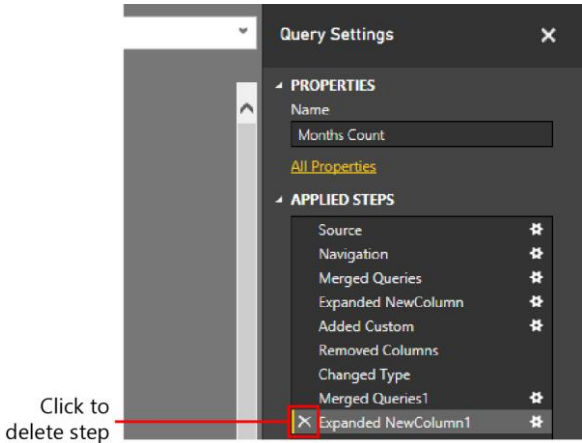 Query Settings
PROPERTIES
Name
Months Count
All Properties
APPLIED STEPS
Source
Navigation
Merged Queries
Expanded NewColumn
Added Custom
Removed Columns
Changed Type
Merged Queries1
Expanded NewColumn1
Click to
delete step